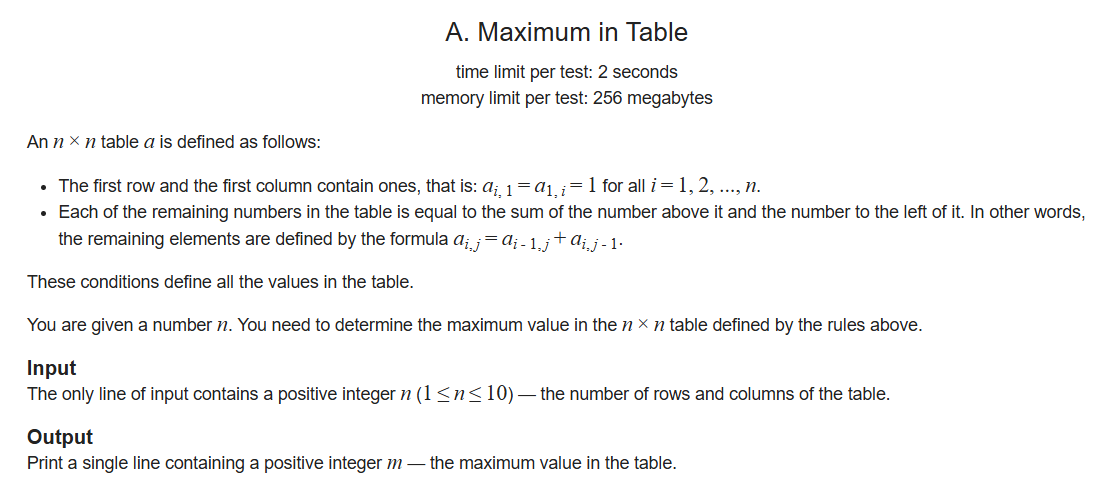 A. Maximum in Table
time limit per test: 2 seconds
memory limit per test: 256 megabytes
An n × n table a is defined as follows:
• The first row and the first column contain ones, that is: a_{i, 1} = a_{1, i} = 1 for all i = 1, 2, ..., n.
• Each of the remaining numbers in the table is equal to the sum of the number above it and the number to the left of it. In other words,
the remaining elements are defined by the formula a_{i,j} = a_{i - 1,j} + a_{i,j - 1}.
These conditions define all the values in the table.
You are given a number n. You need to determine the maximum value in the n × n table defined by the rules above.
Input
The only line of input contains a positive integer n (1 ≤ n ≤ 10) — the number of rows and columns of the table.
Output
Print a single line containing a positive integer m — the maximum value in the table.